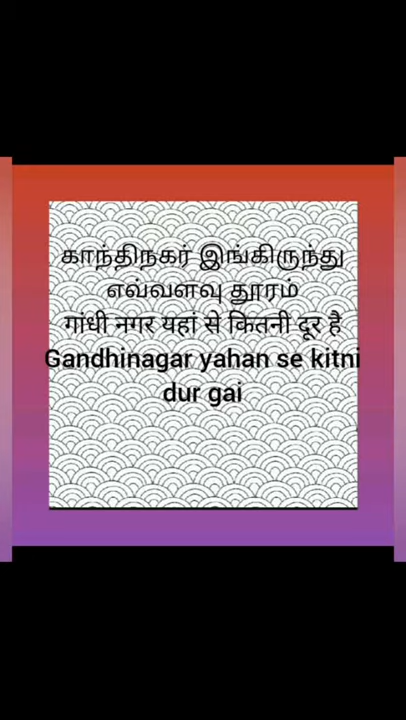 காந்திநகர் இங்கிருந்து
எவ்வளவு தூரம்
गांधी नगर यहां से कितनी दूर है
Gandhinagar yahan se kitni
dur gai